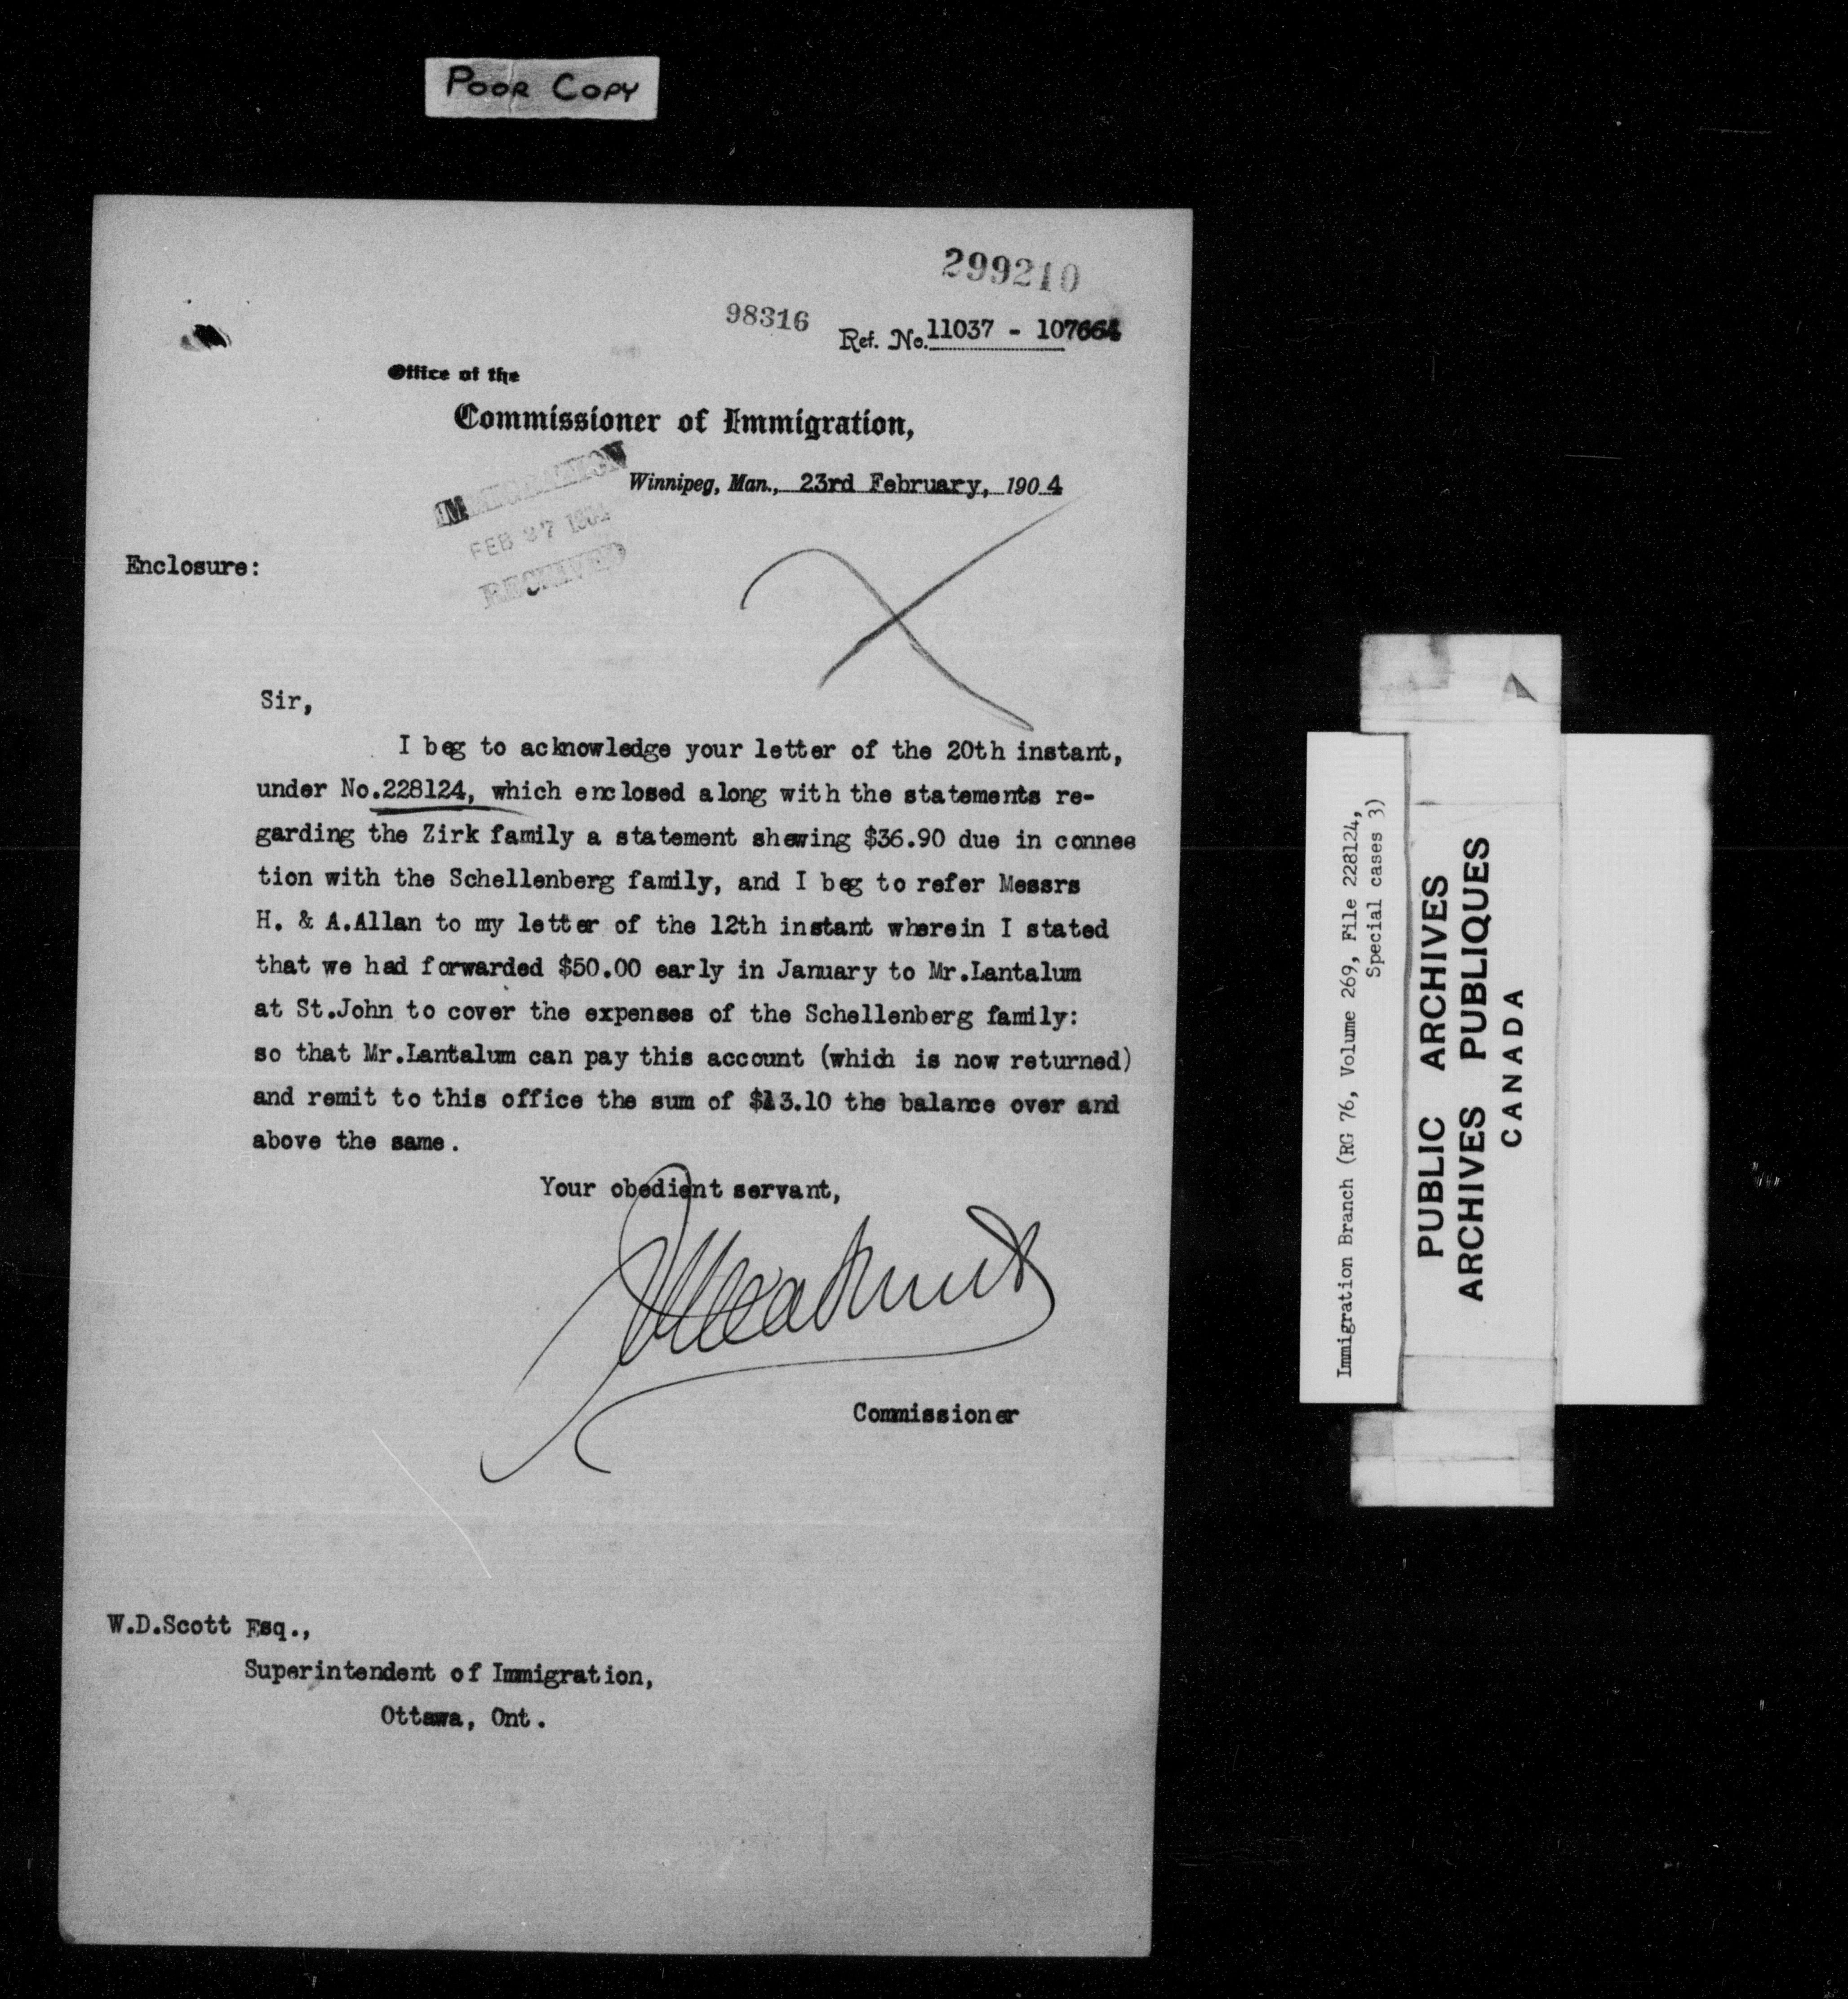 POOR COPY
299210
98316
Ref. No. 11037 - 107664
Office of the
Commissioner of Immigration,
Winnipeg, Man., 23rd February, 1904
IMMIGRATION
FEB 27 1904
RECEIVED
Enclosure:
Sir,
I beg to acknowledge your letter of the 20th instant,
under No.228124, which enclosed along with the statements re-
garding the Zirk family a statement shewing $36.90 due in connec
tion with the Schellenberg family, and I beg to refer Messrs
H. & A.Allan to my letter of the 12th instant wherein I stated
that we had forwarded $50.00 early in January to Mr.Lantalum
at St.John to cover the expenses of the Schellenberg family:
so that Mr.Lantalum can pay this account (which is now returned)
and remit to this office the sum of $13.10 the balance over and
above the same.
Your obedient servant,
Commissioner
W.D.Scott Esq.,
Superintendent of Immigration,
Ottawa, Ont.
Immigration Branch (RG 76, Volume 269, File 228124,
Special cases 3)
PUBLIC ARCHIVES
ARCHIVES PUBLIQUES
CANADA